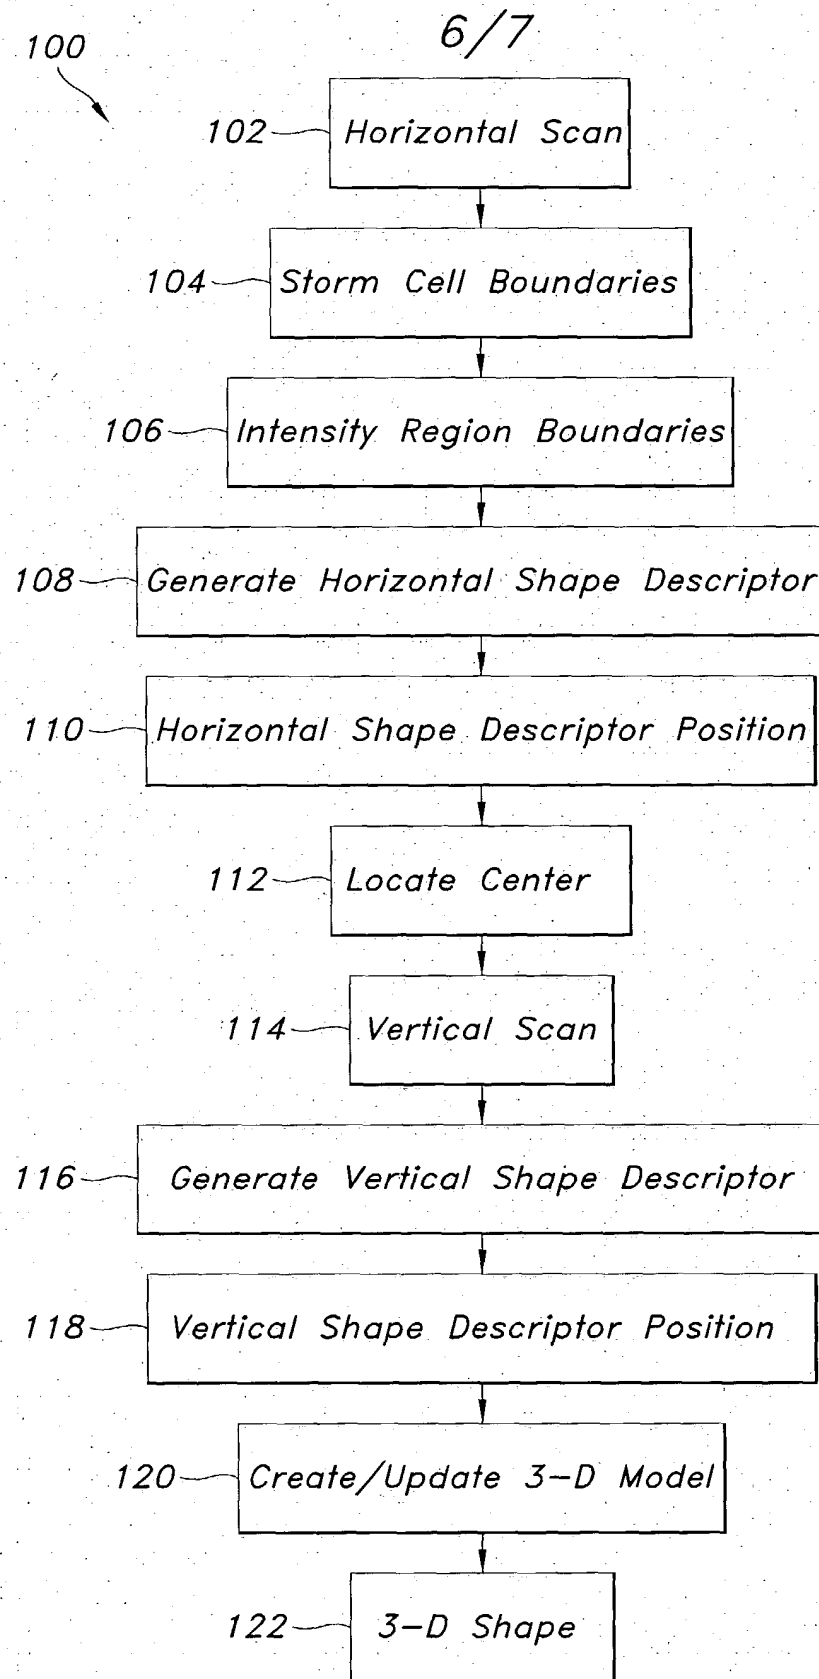 6/7
100
102 Horizontal Scan
104 Storm Cell Boundaries
106 Intensity Region Boundaries
108 Generate Horizontal Shape Descriptor
110 Horizontal Shape Descriptor Position
112 Locate Center
114 Vertical Scan
116 Generate Vertical Shape Descriptor
118 Vertical Shape Descriptor Position
120 Create/Update 3-D Model
122 3-D Shape